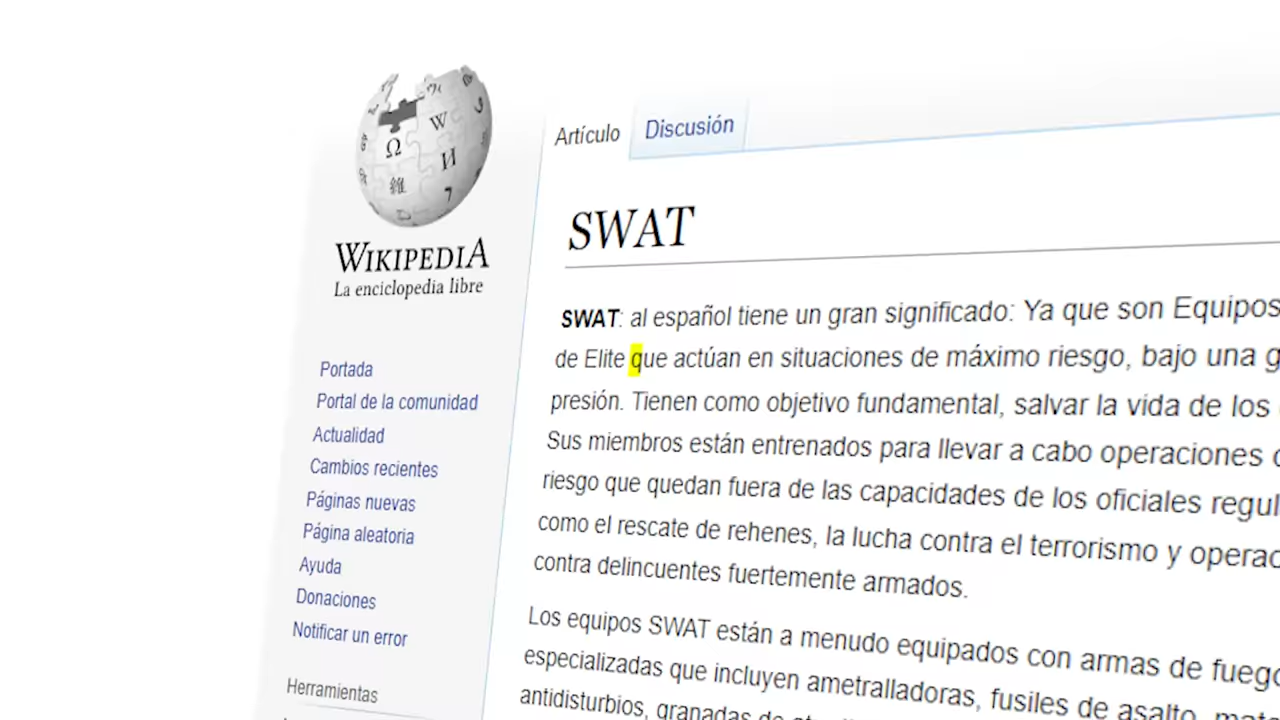 WIKIPEDIA
La enciclopedia libre
Portada
Portal de la comunidad
Actualidad
Cambios recientes
Páginas nuevas
Página aleatoria
Ayuda
Donaciones
Notificar un error
Herramientas
Artículo
Discusión
SWAT
SWAT: al español tiene un gran significado: Ya que son Equipos
de Elite que actúan en situaciones de máximo riesgo, bajo una g
presión. Tienen como objetivo fundamental, salvar la vida de los
Sus miembros están entrenados para llevar a cabo operaciones
riesgo que quedan fuera de las capacidades de los oficiales regul
como el rescate de rehenes, la lucha contra el terrorismo y operac
contra delincuentes fuertemente armados.
Los equipos SWAT están a menudo equipados con armas de fuego
especializadas que incluyen ametralladoras, fusiles de asalto,
antidisturbios, granadas de